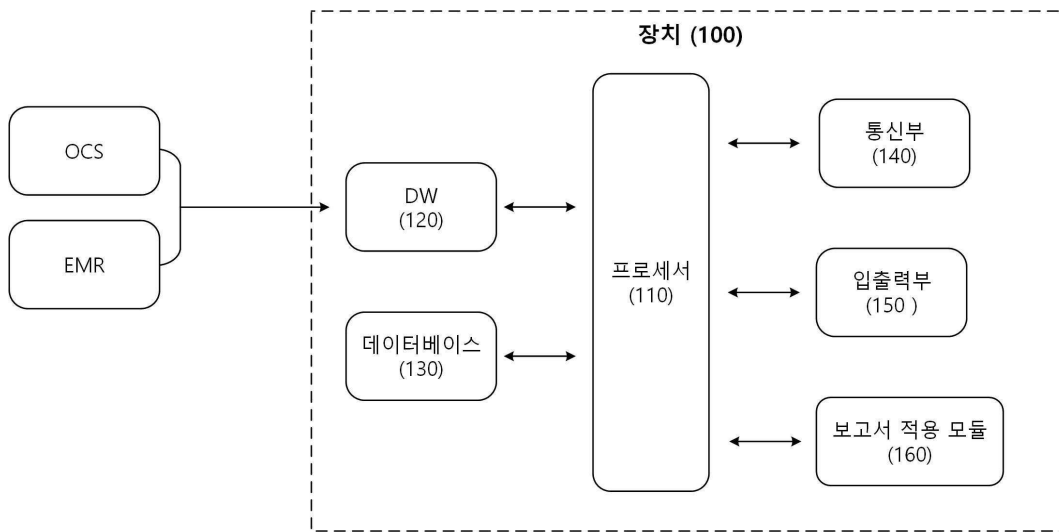 장치 (100)
OCS
EMR
DW
(120)
데이터베이스
(130)
프로세서
(110)
통신부
(140)
입출력부
(150 )
보고서 적용 모듈
(160)